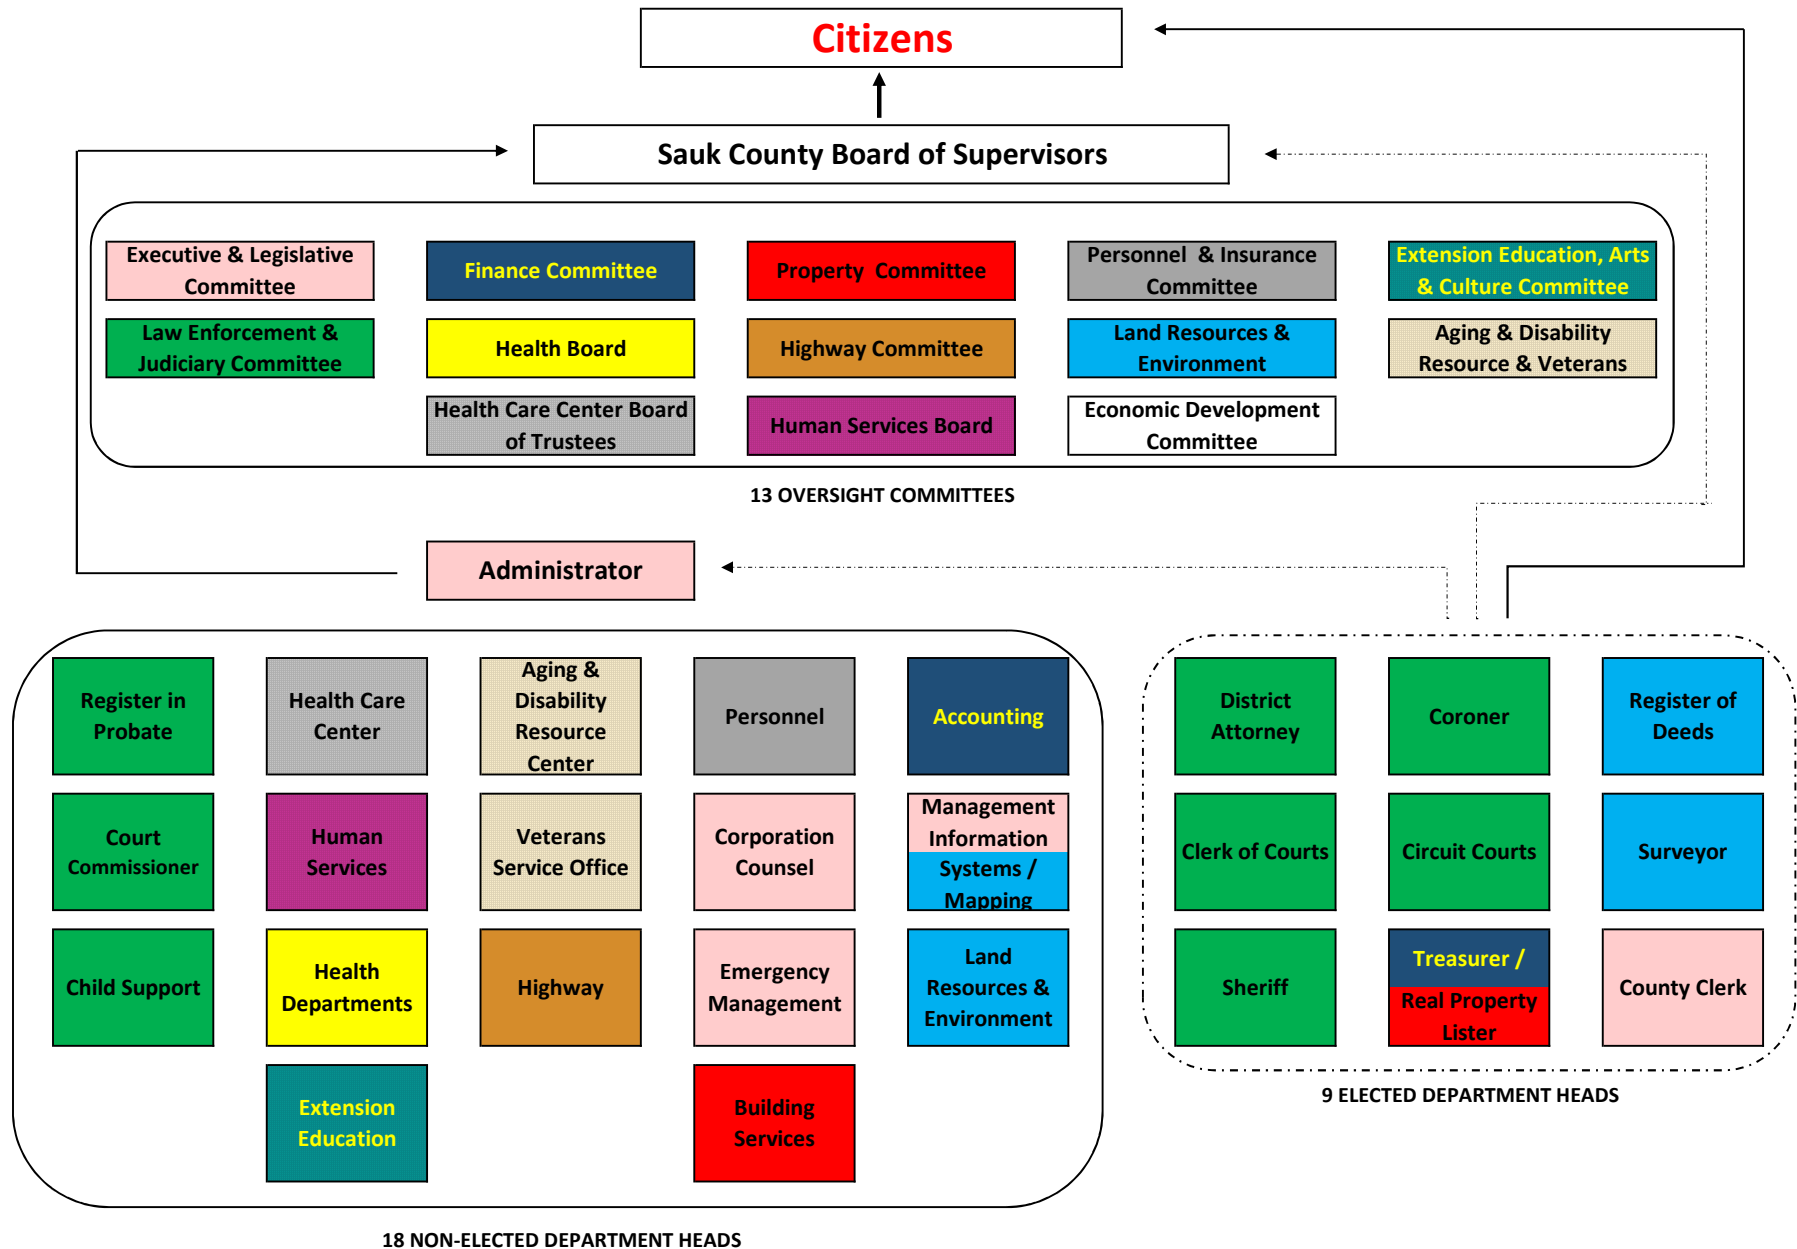 Citizens
Sauk County Board of Supervisors
Executive & Legislative
Committee
Finance Committee
Property Committee
Personnel & Insurance
Committee
Extension Education, Arts
& Culture Committee
Law Enforcement &
Judiciary Committee
Health Board
Highway Committee
Land Resources &
Environment
Aging & Disability
Resource & Veterans
Health Care Center Board
of Trustees
Human Services Board
Economic Development
Committee
13 OVERSIGHT COMMITTEES
Administrator
Register in
Probate
Health Care
Center
Aging &
Disability
Resource
Center
Personnel
Accounting
Court
Commissioner
Human
Services
Veterans
Service Office
Corporation
Counsel
Management
Information
Systems /
Mapping
Child Support
Health
Departments
Highway
Emergency
Management
Land
Resources &
Environment
Extension
Education
Building
Services
18 NON-ELECTED DEPARTMENT HEADS
District
Attorney
Coroner
Register of
Deeds
Clerk of Courts
Circuit Courts
Surveyor
Sheriff
Treasurer /
Real Property
Lister
County Clerk
9 ELECTED DEPARTMENT HEADS